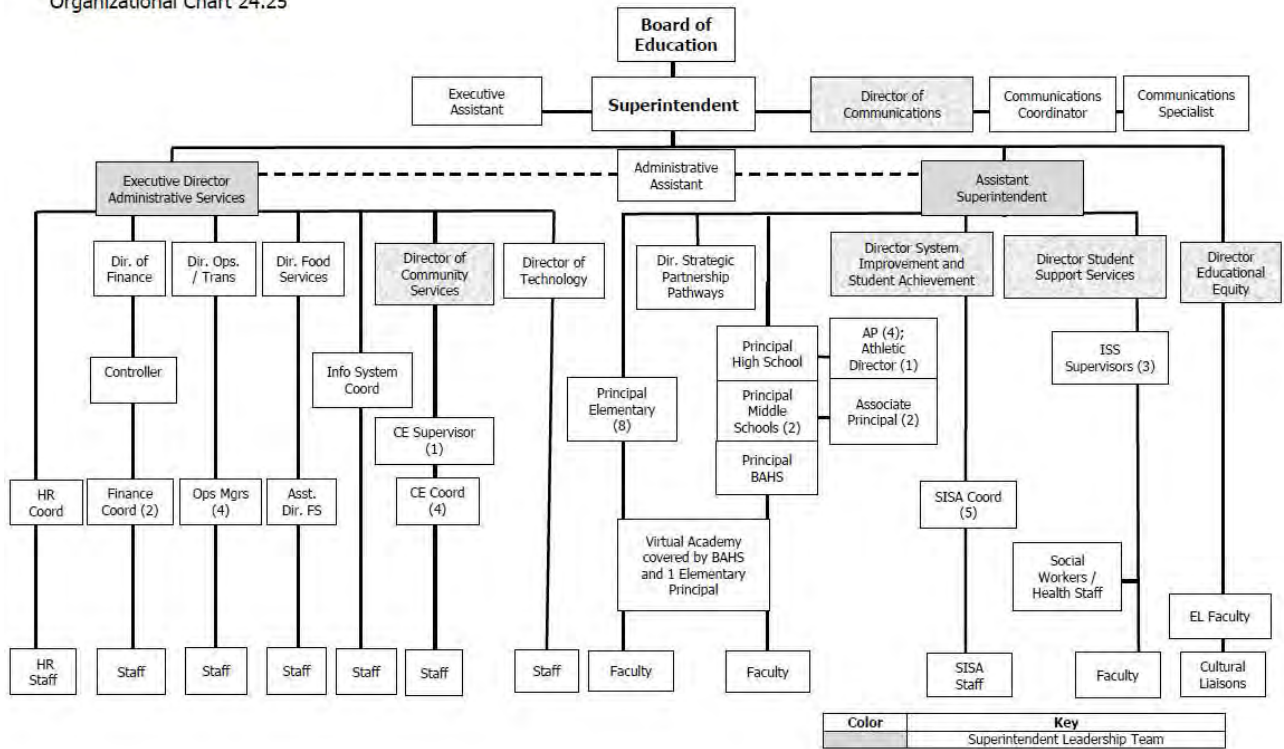 Organizational Chart 24.25
Board of
Education
Executive
Assistant
Superintendent
Director of
Communications
Communications
Coordinator
Communications
Specialist
Executive Director
Administrative Services
Administrative
Assistant
Assistant
Superintendent
Dir. of
Finance
Dir. Ops.
/ Trans
Dir. Food
Services
Director of
Community
Services
Director of
Technology
Dir. Strategic
Partnership
Pathways
Director System
Improvement and
Student Achievement
Director Student
Support Services
Director
Educational
Equity
Controller
Info System
Coord
Principal
Elementary
(8)
Principal
High School
AP (4);
Athletic
Director (1)
Principal
Middle
Schools (2)
Associate
Principal (2)
Principal
BAHS
ISS
Supervisors (3)
CE Supervisor
(1)
HR
Coord
Finance
Coord (2)
Ops Mgrs
(4)
Asst.
Dir. FS
CE Coord
(4)
SISA Coord
(5)
Virtual Academy
covered by BAHS
and 1 Elementary
Principal
Social
Workers /
Health Staff
EL Faculty
HR
Staff
Staff
Staff
Staff
Staff
Staff
Staff
Faculty
Faculty
SISA
Staff
Faculty
Cultural
Liaisons
Color Key
Superintendent Leadership Team